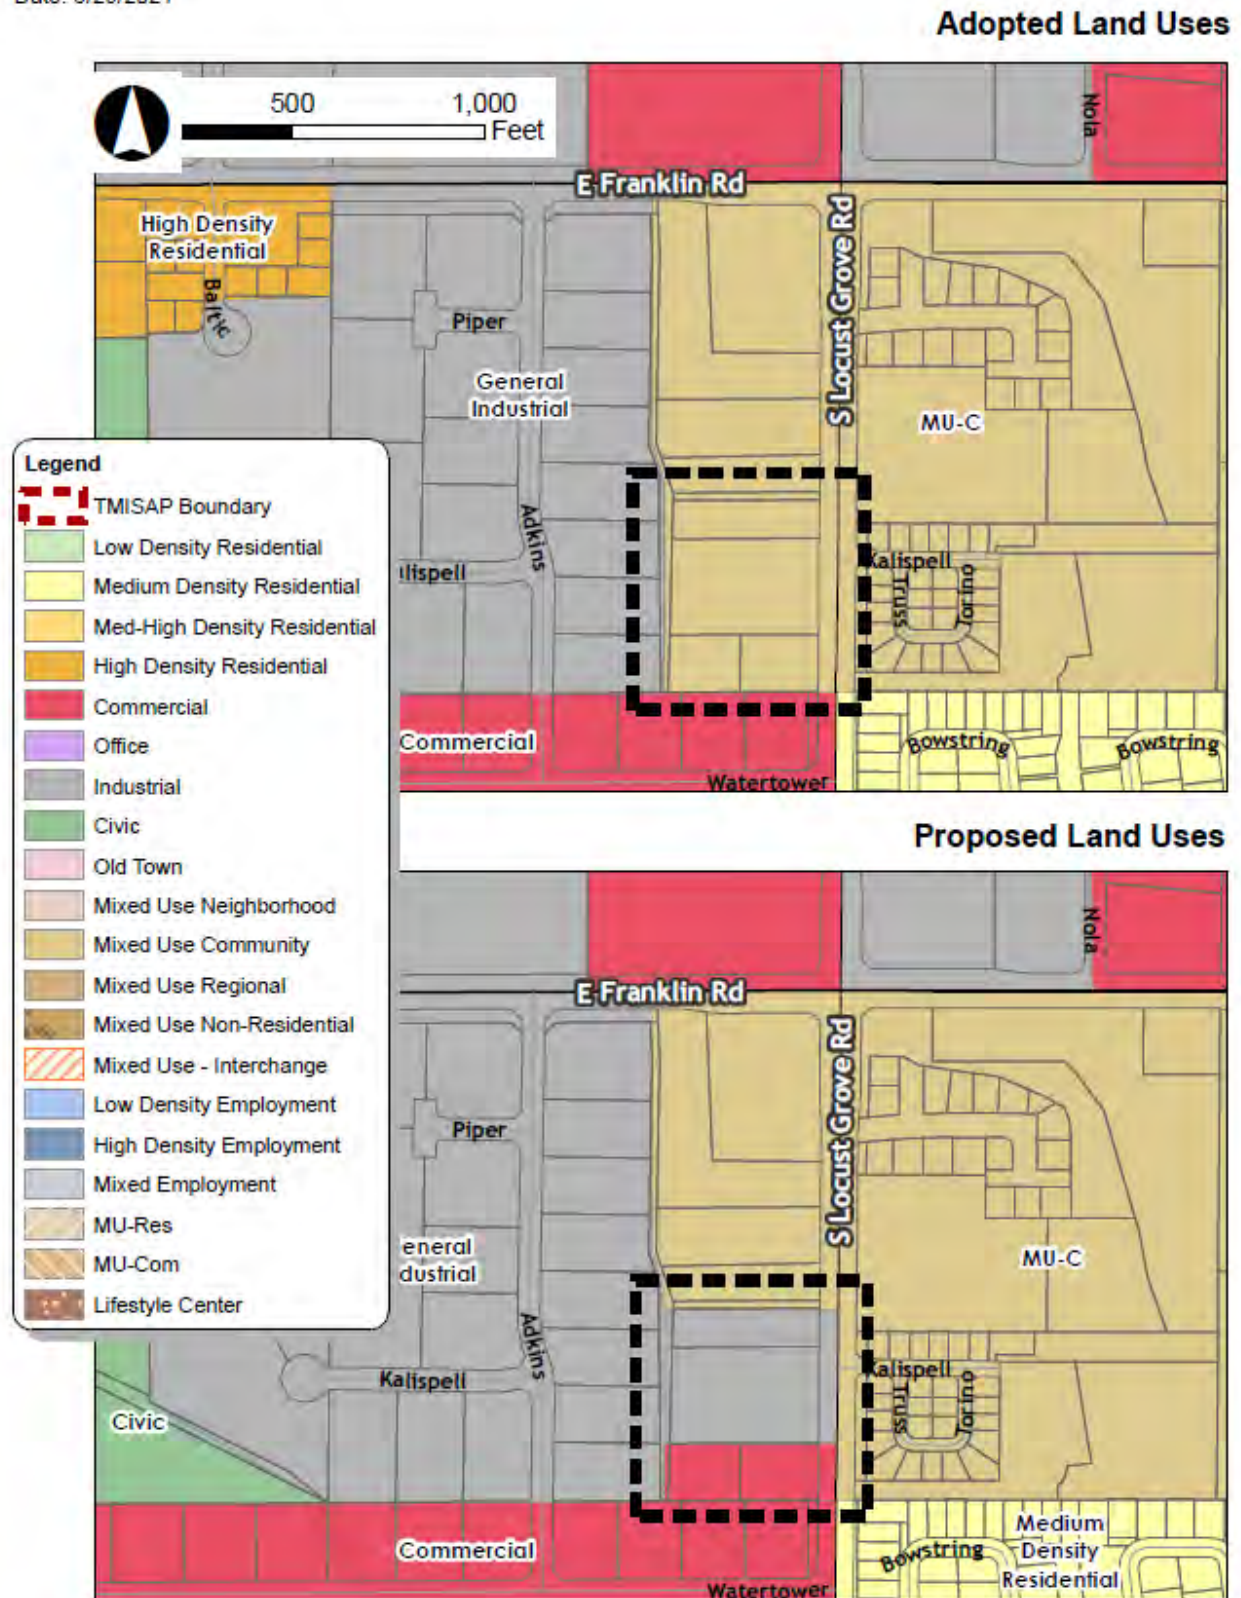 Adopted Land Uses
500 1,000
Feet
Nola
E Franklin Rd
High Density
Residential
S Locust Grove Rd
Baltic
Piper
General
Industrial
MU-C
Adkins
Kalispell
alispell
Truss
Torino
Commercial
Bowstring
Bowstring
Watertower
Legend
TMISAP Boundary
Low Density Residential
Medium Density Residential
Med-High Density Residential
High Density Residential
Commercial
Office
Industrial
Civic
Old Town
Mixed Use Neighborhood
Mixed Use Community
Mixed Use Regional
Mixed Use Non-Residential
Mixed Use - Interchange
Low Density Employment
High Density Employment
Mixed Employment
MU-Res
MU-Com
Lifestyle Center
Proposed Land Uses
Nola
E Franklin Rd
S Locust Grove Rd
Piper
eneral
dustrial
MU-C
Adkins
Kalispell
Kalispell
Truss
Torino
Civic
Commercial
Medium
Density
Residential
Bowstring
Watertower